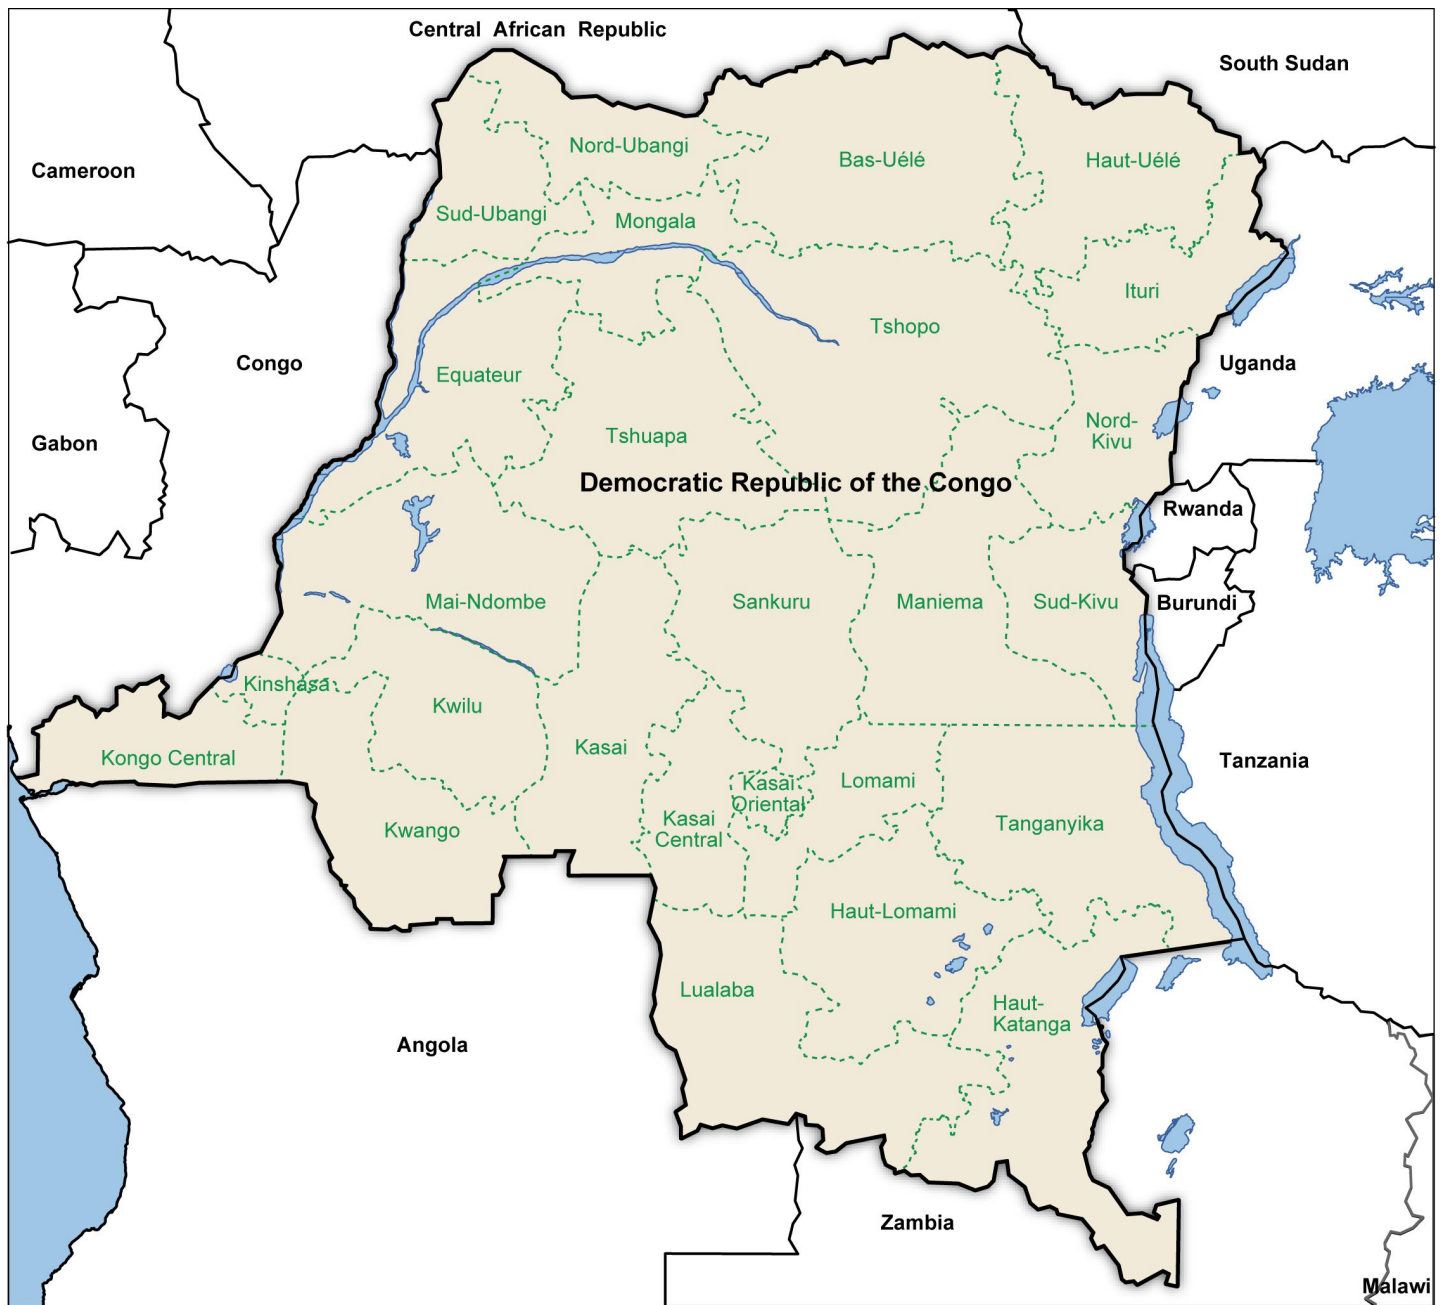 Central African Republic
South Sudan
Cameroon
Nord-Ubangi
Bas-Uélé
Haut-Uélé
Sud-Ubangi
Mongala
Ituri
Tshopo
Congo
Uganda
Equateur
Gabon
Tshuapa
Nord-
Kivu
Democratic Republic of the Congo
Rwanda
Mai-Ndombe
Sankuru
Maniema
Sud-Kivu
Burundi
Kinshasa
Kwilu
Kasai
Kongo Central
Tanzania
Kasai
Oriental
Lomami
Kwango
Kasai
Central
Tanganyika
Haut-Lomami
Lualaba
Haut-
Katanga
Angola
Zambia
Malawi